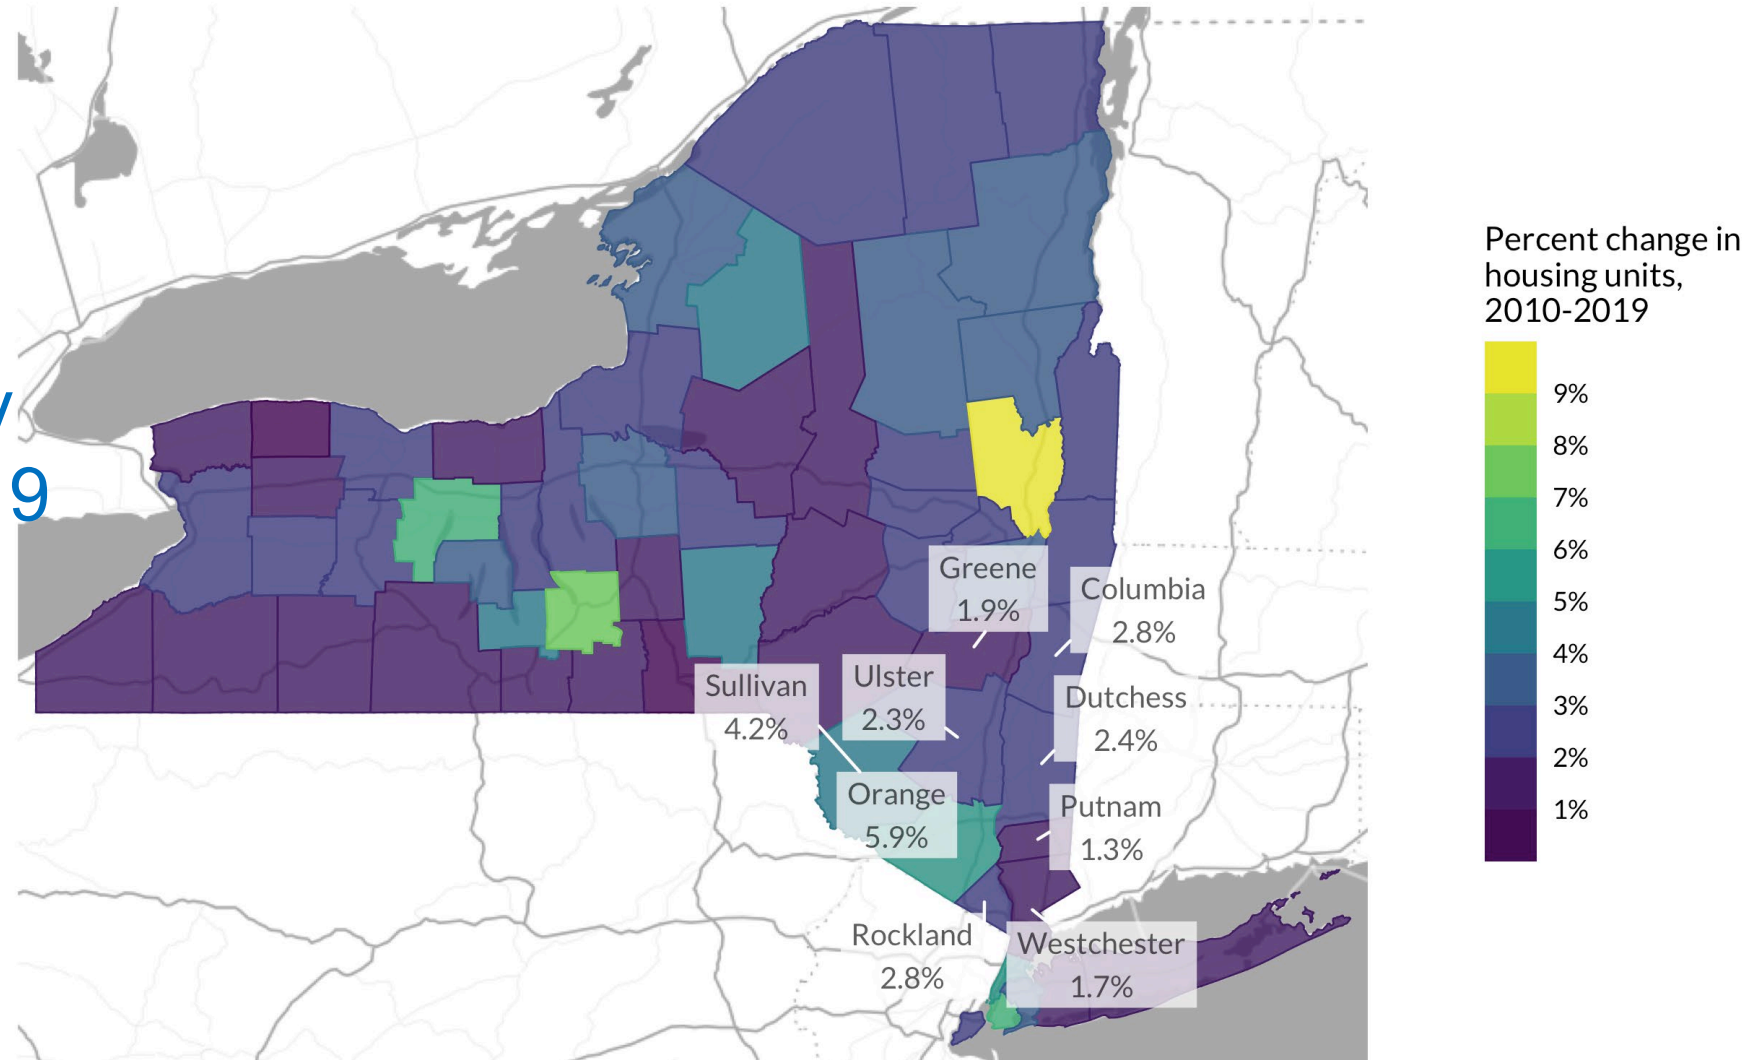 y
9
Greene
1.9%
Columbia
2.8%
Sullivan
4.2%
Ulster
2.3%
Dutchess
2.4%
Orange
5.9%
Putnam
1.3%
Rockland
2.8%
Westchester
1.7%
Percent change in
housing units,
2010-2019
9%
8%
7%
6%
5%
4%
3%
2%
1%